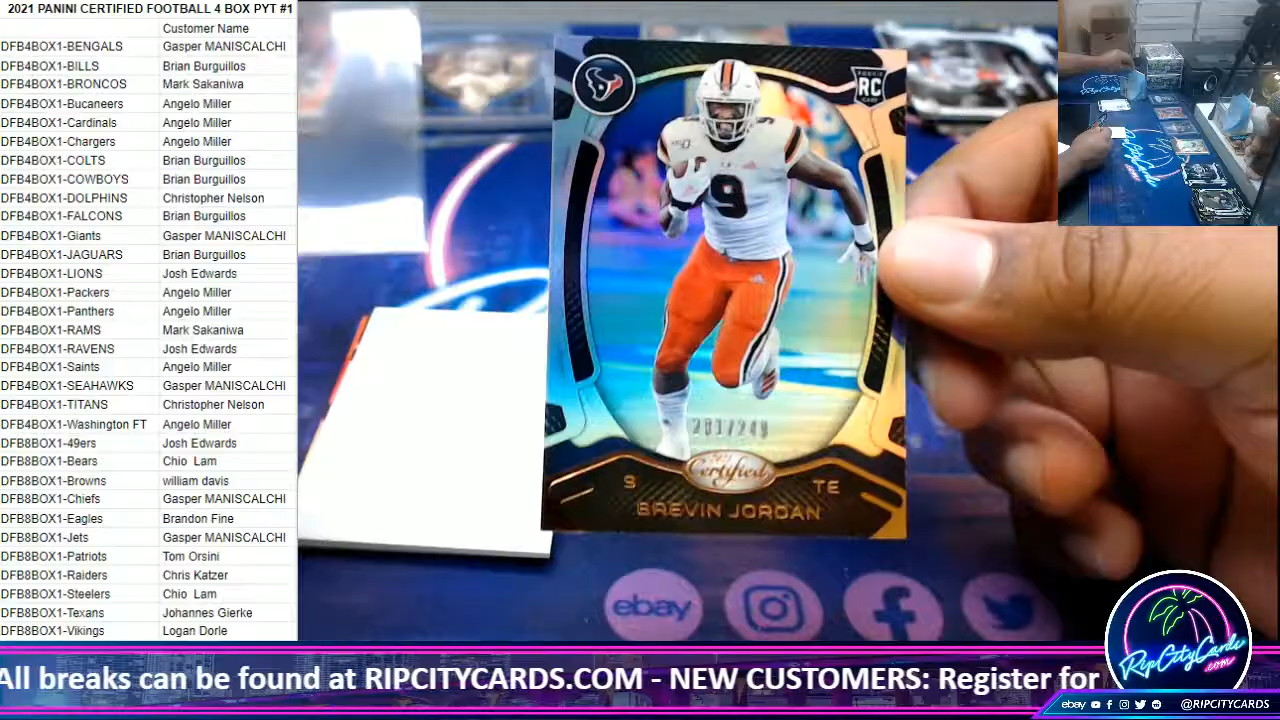 2021 PANINI CERTIFIED FOOTBALL 4 BOX PYT #1
Customer Name
DFB4BOX1-BENGALS Gasper MANISCALCHI
DFB4BOX1-BILLS Brian Burguillos
DFB4BOX1-BRONCOS Mark Sakaniwa
DFB4BOX1-Bucaneers Angelo Miller
DFB4BOX1-Cardinals Angelo Miller
DFB4BOX1-Chargers Angelo Miller
DFB4BOX1-COLTS Brian Burguillos
DFB4BOX1-COWBOYS Brian Burguillos
DFB4BOX1-DOLPHINS Christopher Nelson
DFB4BOX1-FALCONS Brian Burguillos
DFB4BOX1-Giants Gasper MANISCALCHI
DFB4BOX1-JAGUARS Brian Burguillos
DFB4BOX1-LIONS Josh Edwards
DFB4BOX1-Packers Angelo Miller
DFB4BOX1-Panthers Angelo Miller
DFB4BOX1-RAMS Mark Sakaniwa
DFB4BOX1-RAVENS Josh Edwards
DFB4BOX1-Saints Angelo Miller
DFB4BOX1-SEAHAWKS Gasper MANISCALCHI
DFB4BOX1-TITANS Christopher Nelson
DFB4BOX1-Washington FT Angelo Miller
DFB8BOX1-49ers Josh Edwards
DFB8BOX1-Bears Chio Lam
DFB8BOX1-Browns william davis
DFB8BOX1-Chiefs Gasper MANISCALCHI
DFB8BOX1-Eagles Brandon Fine
DFB8BOX1-Jets Gasper MANISCALCHI
DFB8BOX1-Patriots Tom Orsini
DFB8BOX1-Raiders Chris Katzer
DFB8BOX1-Steelers Chio Lam
DFB8BOX1-Texans Johannes Gierke
DFB8BOX1-Vikings Logan Dorle
ROOKIE
RC
CARD
9
201/249
2021
Certified
9 TE
BREVIN JORDAN
ebay
RipCityCards
.com
All breaks can be found at RIPCITYCARDS.COM - NEW CUSTOMERS: Register for
ebay @RIPCITYCARDS